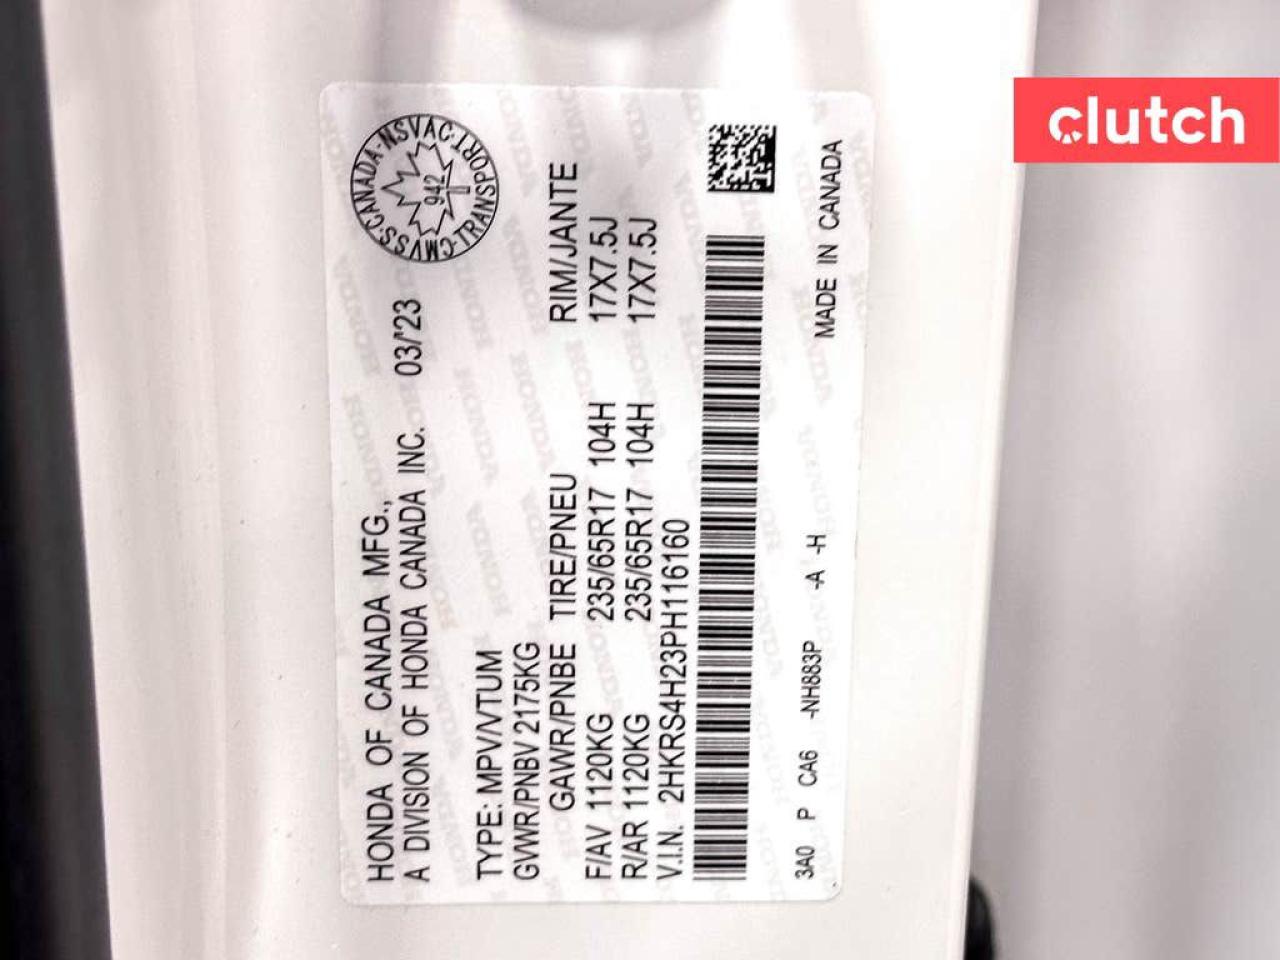 clutch
HONDA OF CANADA MFG.,
A DIVISION OF HONDA CANADA INC. 03/'23
CMVSS·CANADA·NSVAC·TRANSPORT
942
TYPE: MPV/VTUM
GVWR/PNBV 2175KG
GAWR/PNBE TIRE/PNEU RIM/JANTE
F/AV 1120KG 235/65R17 104H 17X7.5J
R/AR 1120KG 235/65R17 104H 17X7.5J
V.I.N. 2HKRS4H23PH116160
3A0 P CA6 -NH883P -A -H MADE IN CANADA